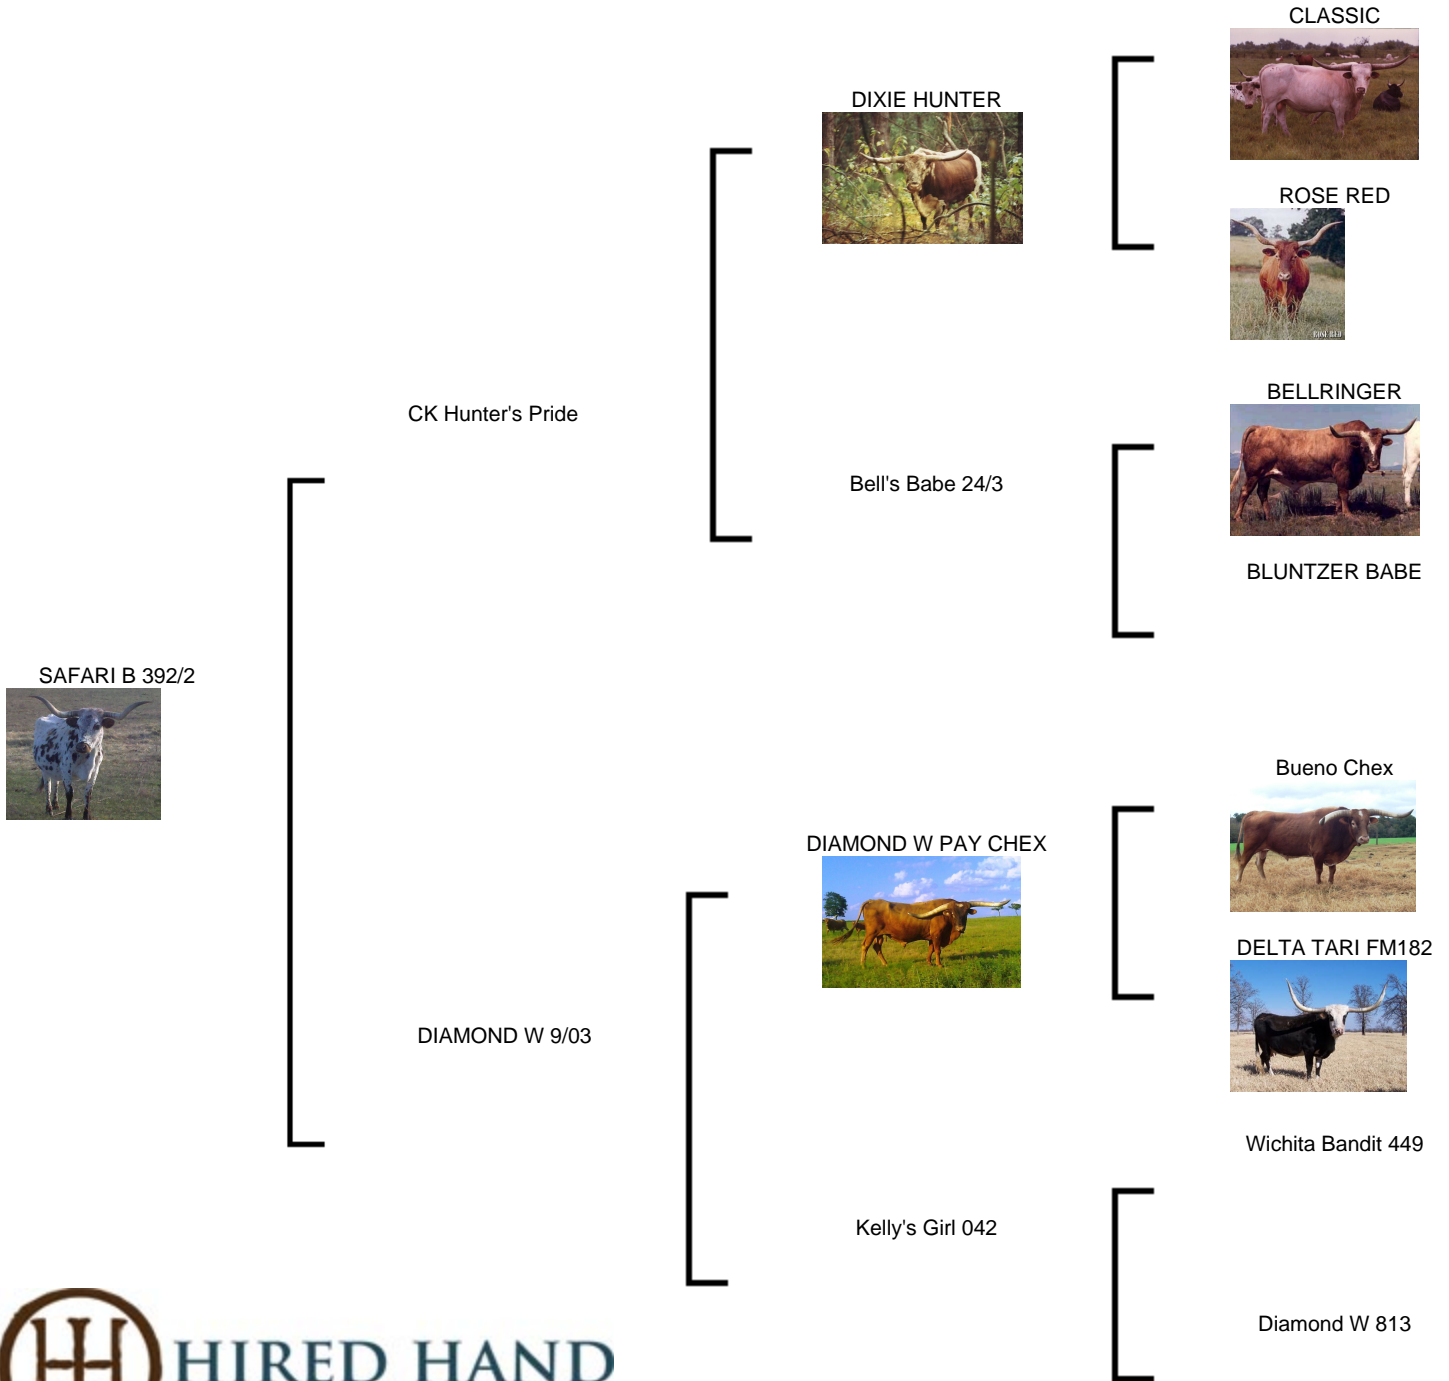 CLASSIC
DIXIE HUNTER
ROSE RED
ROSE RED
BELLRINGER
CK Hunter's Pride
Bell's Babe 24/3
BLUNTZER BABE
SAFARI B 392/2
Bueno Chex
DIAMOND W PAY CHEX
DELTA TARI FM182
DIAMOND W 9/03
Wichita Bandit 449
Kelly's Girl 042
Diamond W 813
HIRED HAND